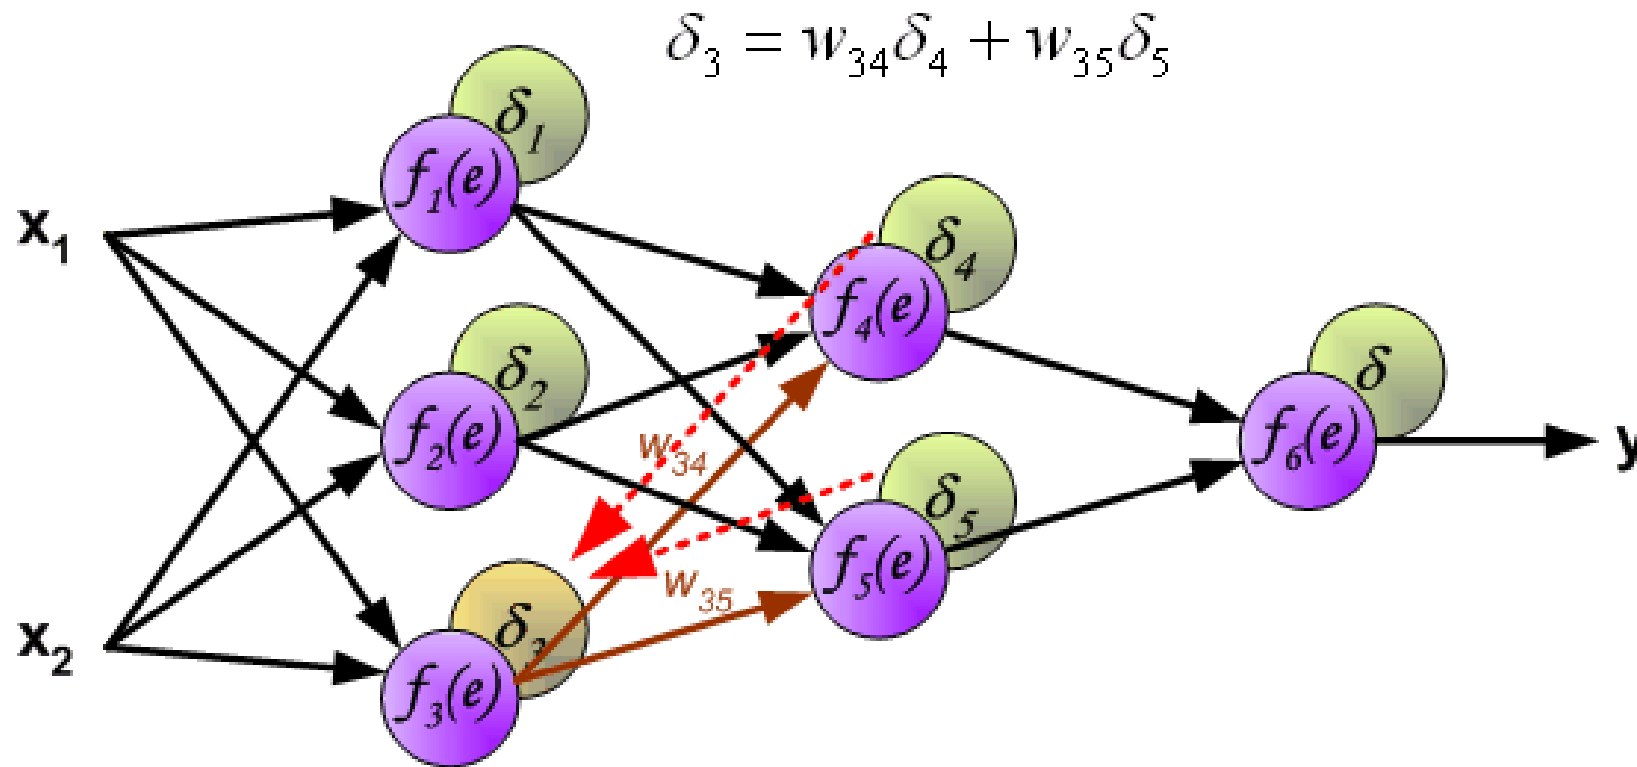 δ₃ = w₃₄δ₄ + w₃₅δ₅
δ₁
f₁(e)
x₁
δ₄
f₄(e)
δ₂
f₂(e)
δ
f₆(e)
y
w₃₄
δ₅
f₅(e)
w₃₅
δ₃
x₂
f₃(e)